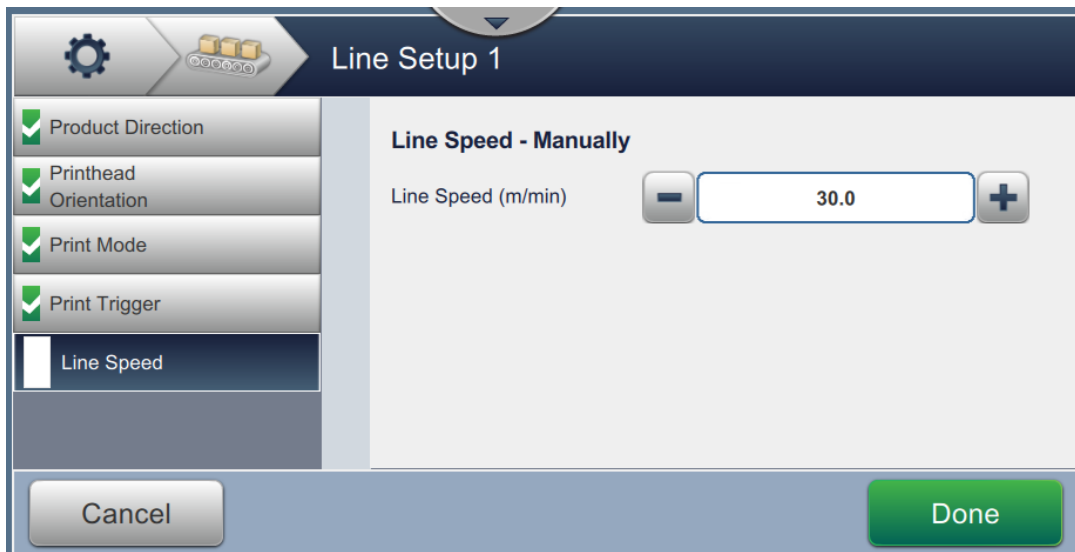 Line Setup 1
Product Direction
Printhead
Orientation
Print Mode
Print Trigger
Line Speed
Line Speed - Manually
Line Speed (m/min)
30.0
Cancel
Done